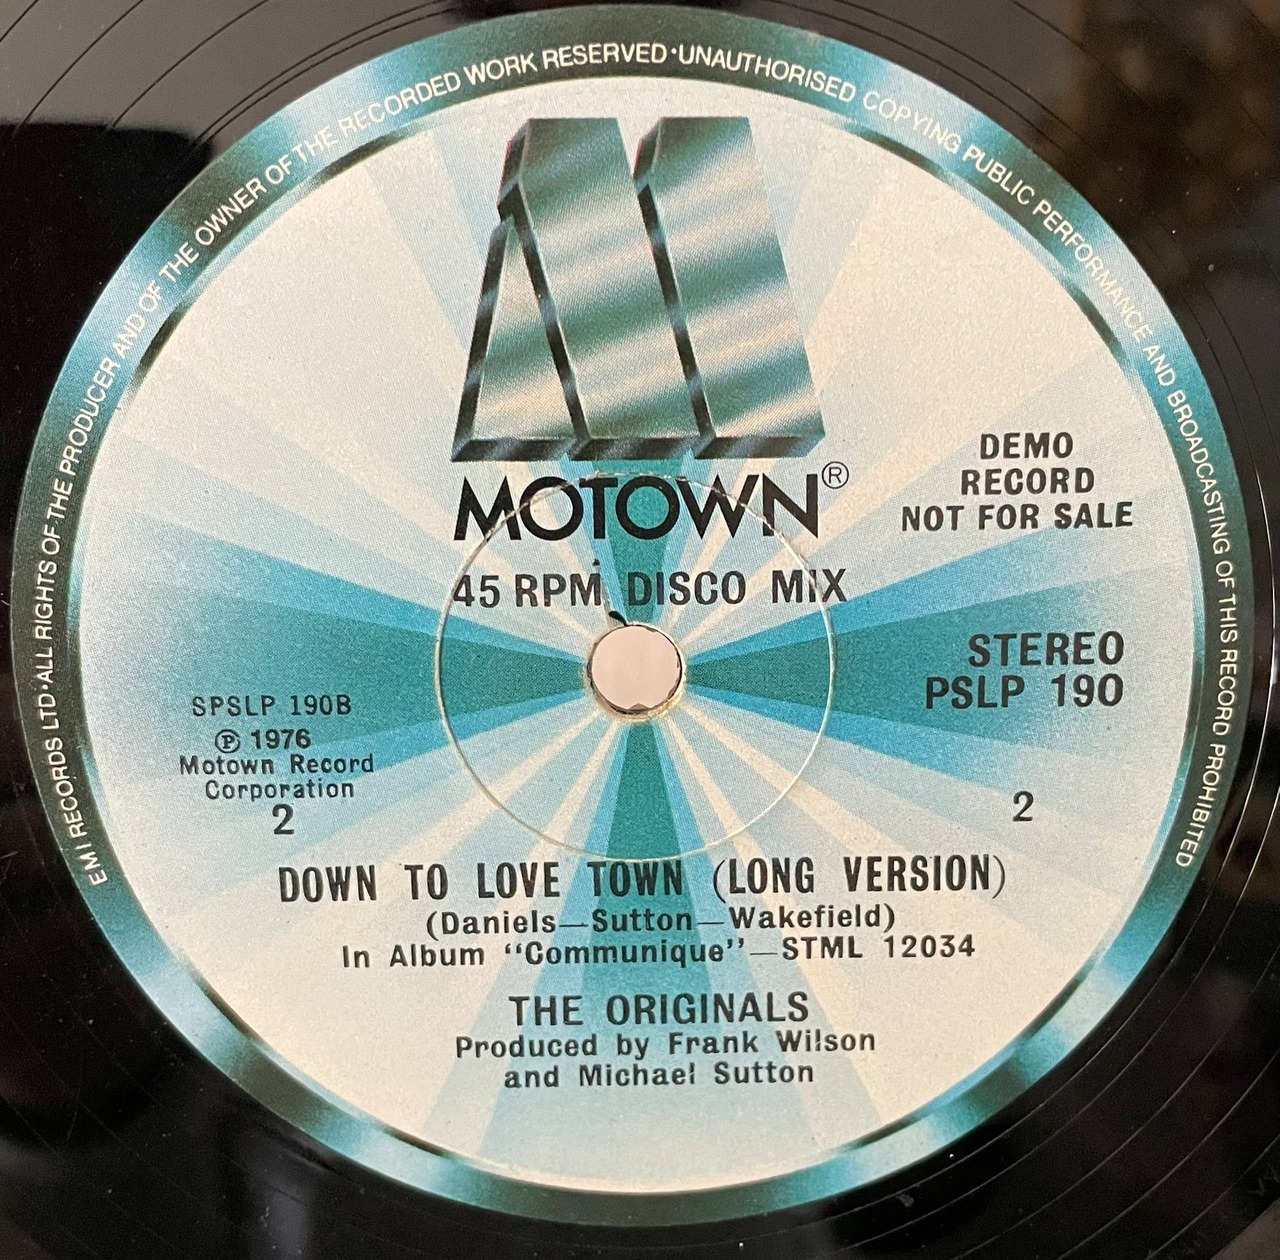 EMI RECORDS LTD·ALL RIGHTS OF THE PRODUCER AND OF THE OWNER OF THE RECORDED WORK RESERVED·UNAUTHORISED COPYING PUBLIC PERFORMANCE AND BROADCASTING OF THIS RECORD PROHIBITED
MOTOWN®
DEMO
RECORD
NOT FOR SALE
45 RPM DISCO MIX
STEREO
PSLP 190
SPSLP 190B
Ⓟ 1976
Motown Record
Corporation
2
2
DOWN TO LOVE TOWN (LONG VERSION)
(Daniels—Sutton—Wakefield)
In Album “Communique”—STML 12034
THE ORIGINALS
Produced by Frank Wilson
and Michael Sutton